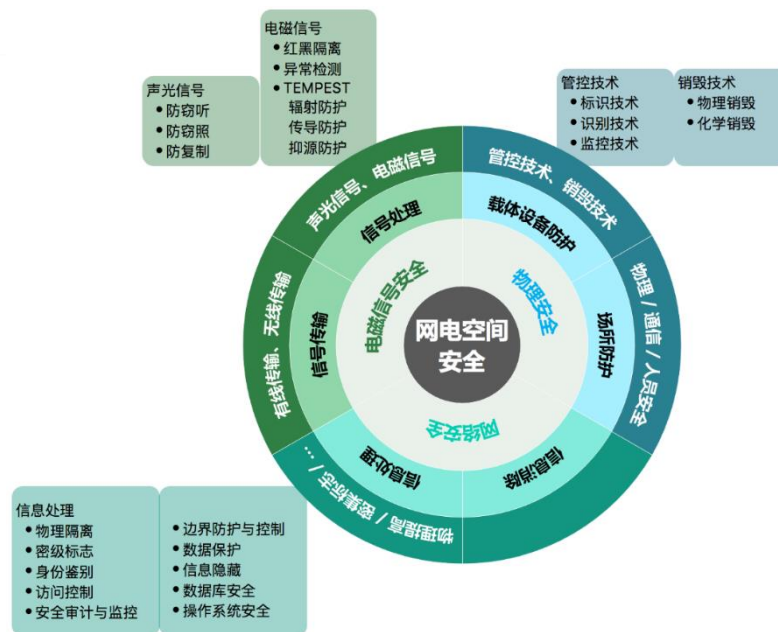 电磁信号
• 红黑隔离
• 异常检测
• TEMPEST
辐射防护
传导防护
抑源防护
声光信号
• 防窃听
• 防窃照
• 防复制
管控技术
• 标识技术
• 识别技术
• 监控技术
销毁技术
• 物理销毁
• 化学销毁
声光信号、电磁信号
管控技术、销毁技术
信号处理
载体设备防护
有线传输、无线传输
信号传输
电磁信号安全
物理安全
网电空间
安全
场所防护
物理 / 通信 / 人员安全
网络安全
信息处理
信息消除
物理提高 / 密集标志 / ...
信息处理
• 物理隔离
• 密级标志
• 身份鉴别
• 访问控制
• 安全审计与监控
• 边界防护与控制
• 数据保护
• 信息隐藏
• 数据库安全
• 操作系统安全